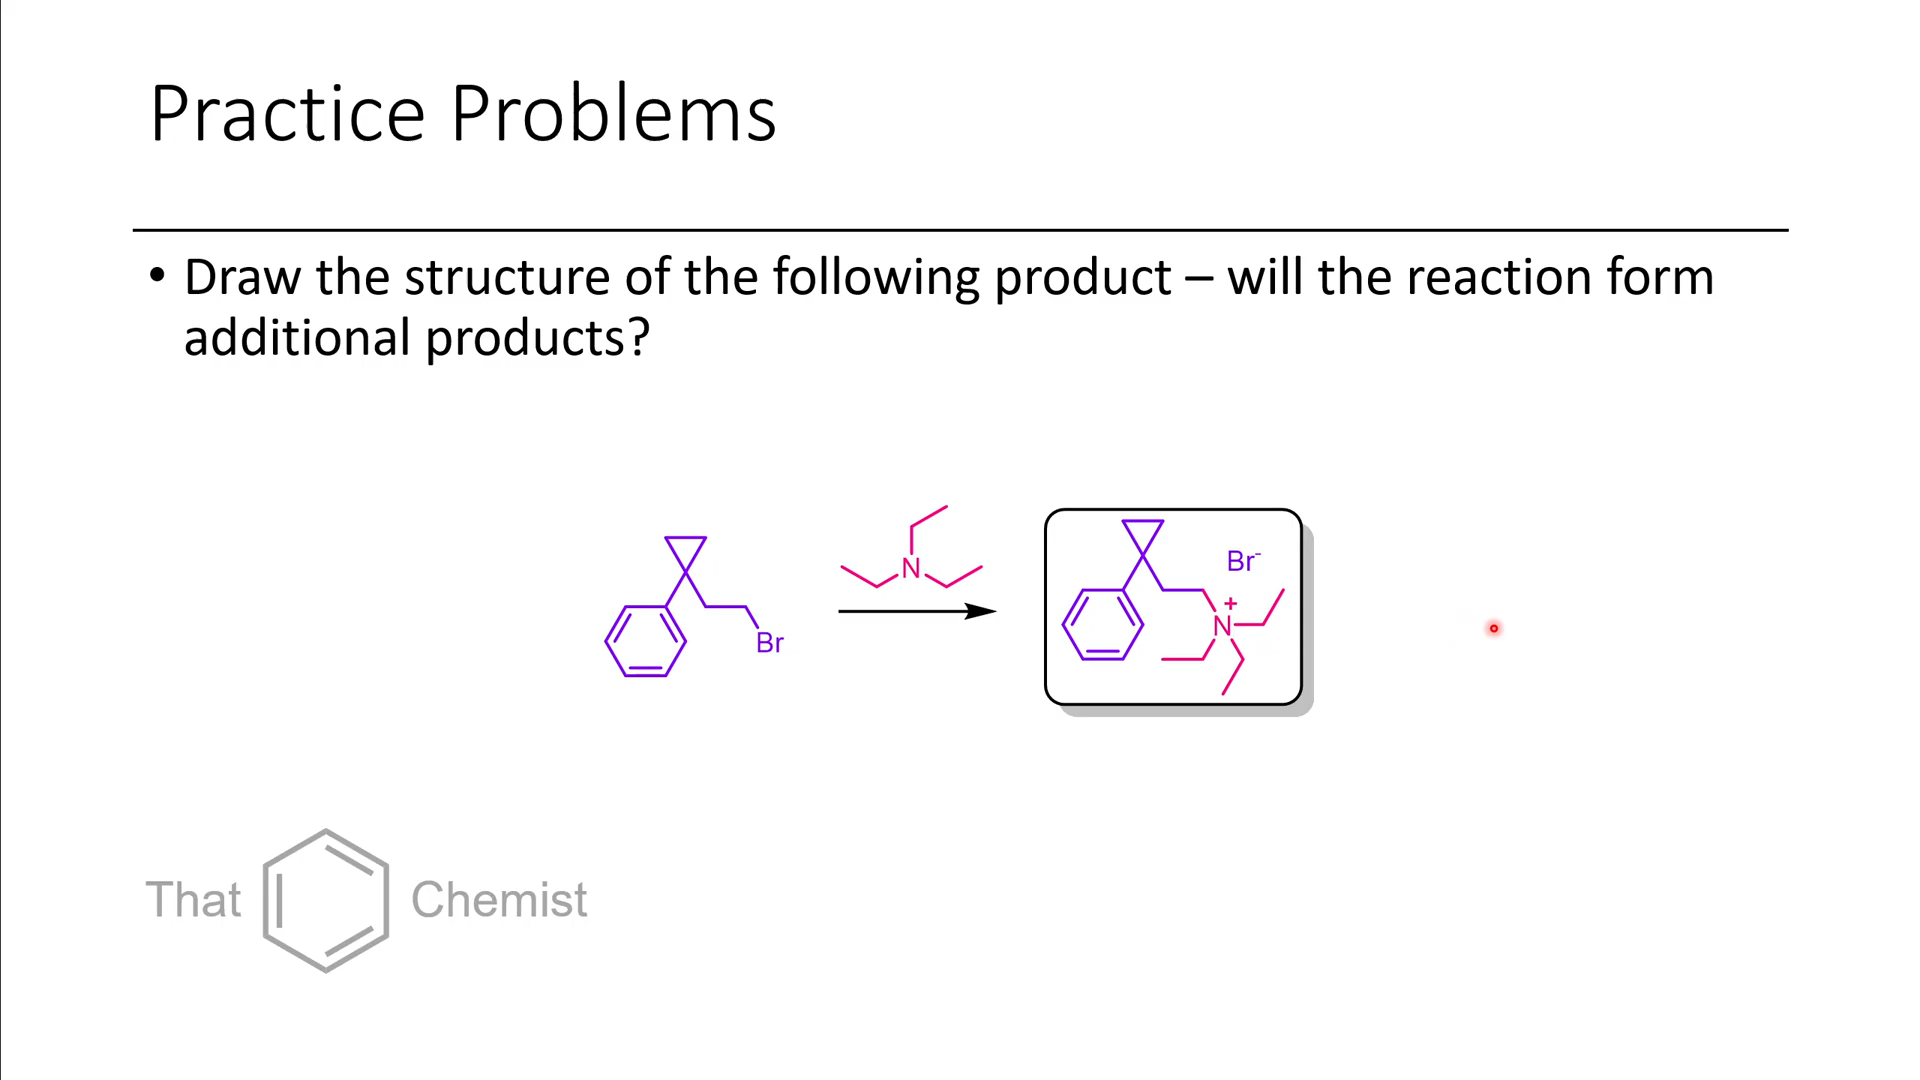 Practice Problems
• Draw the structure of the following product – will the reaction form
additional products?
N
Br
Br-
+
N
That Chemist